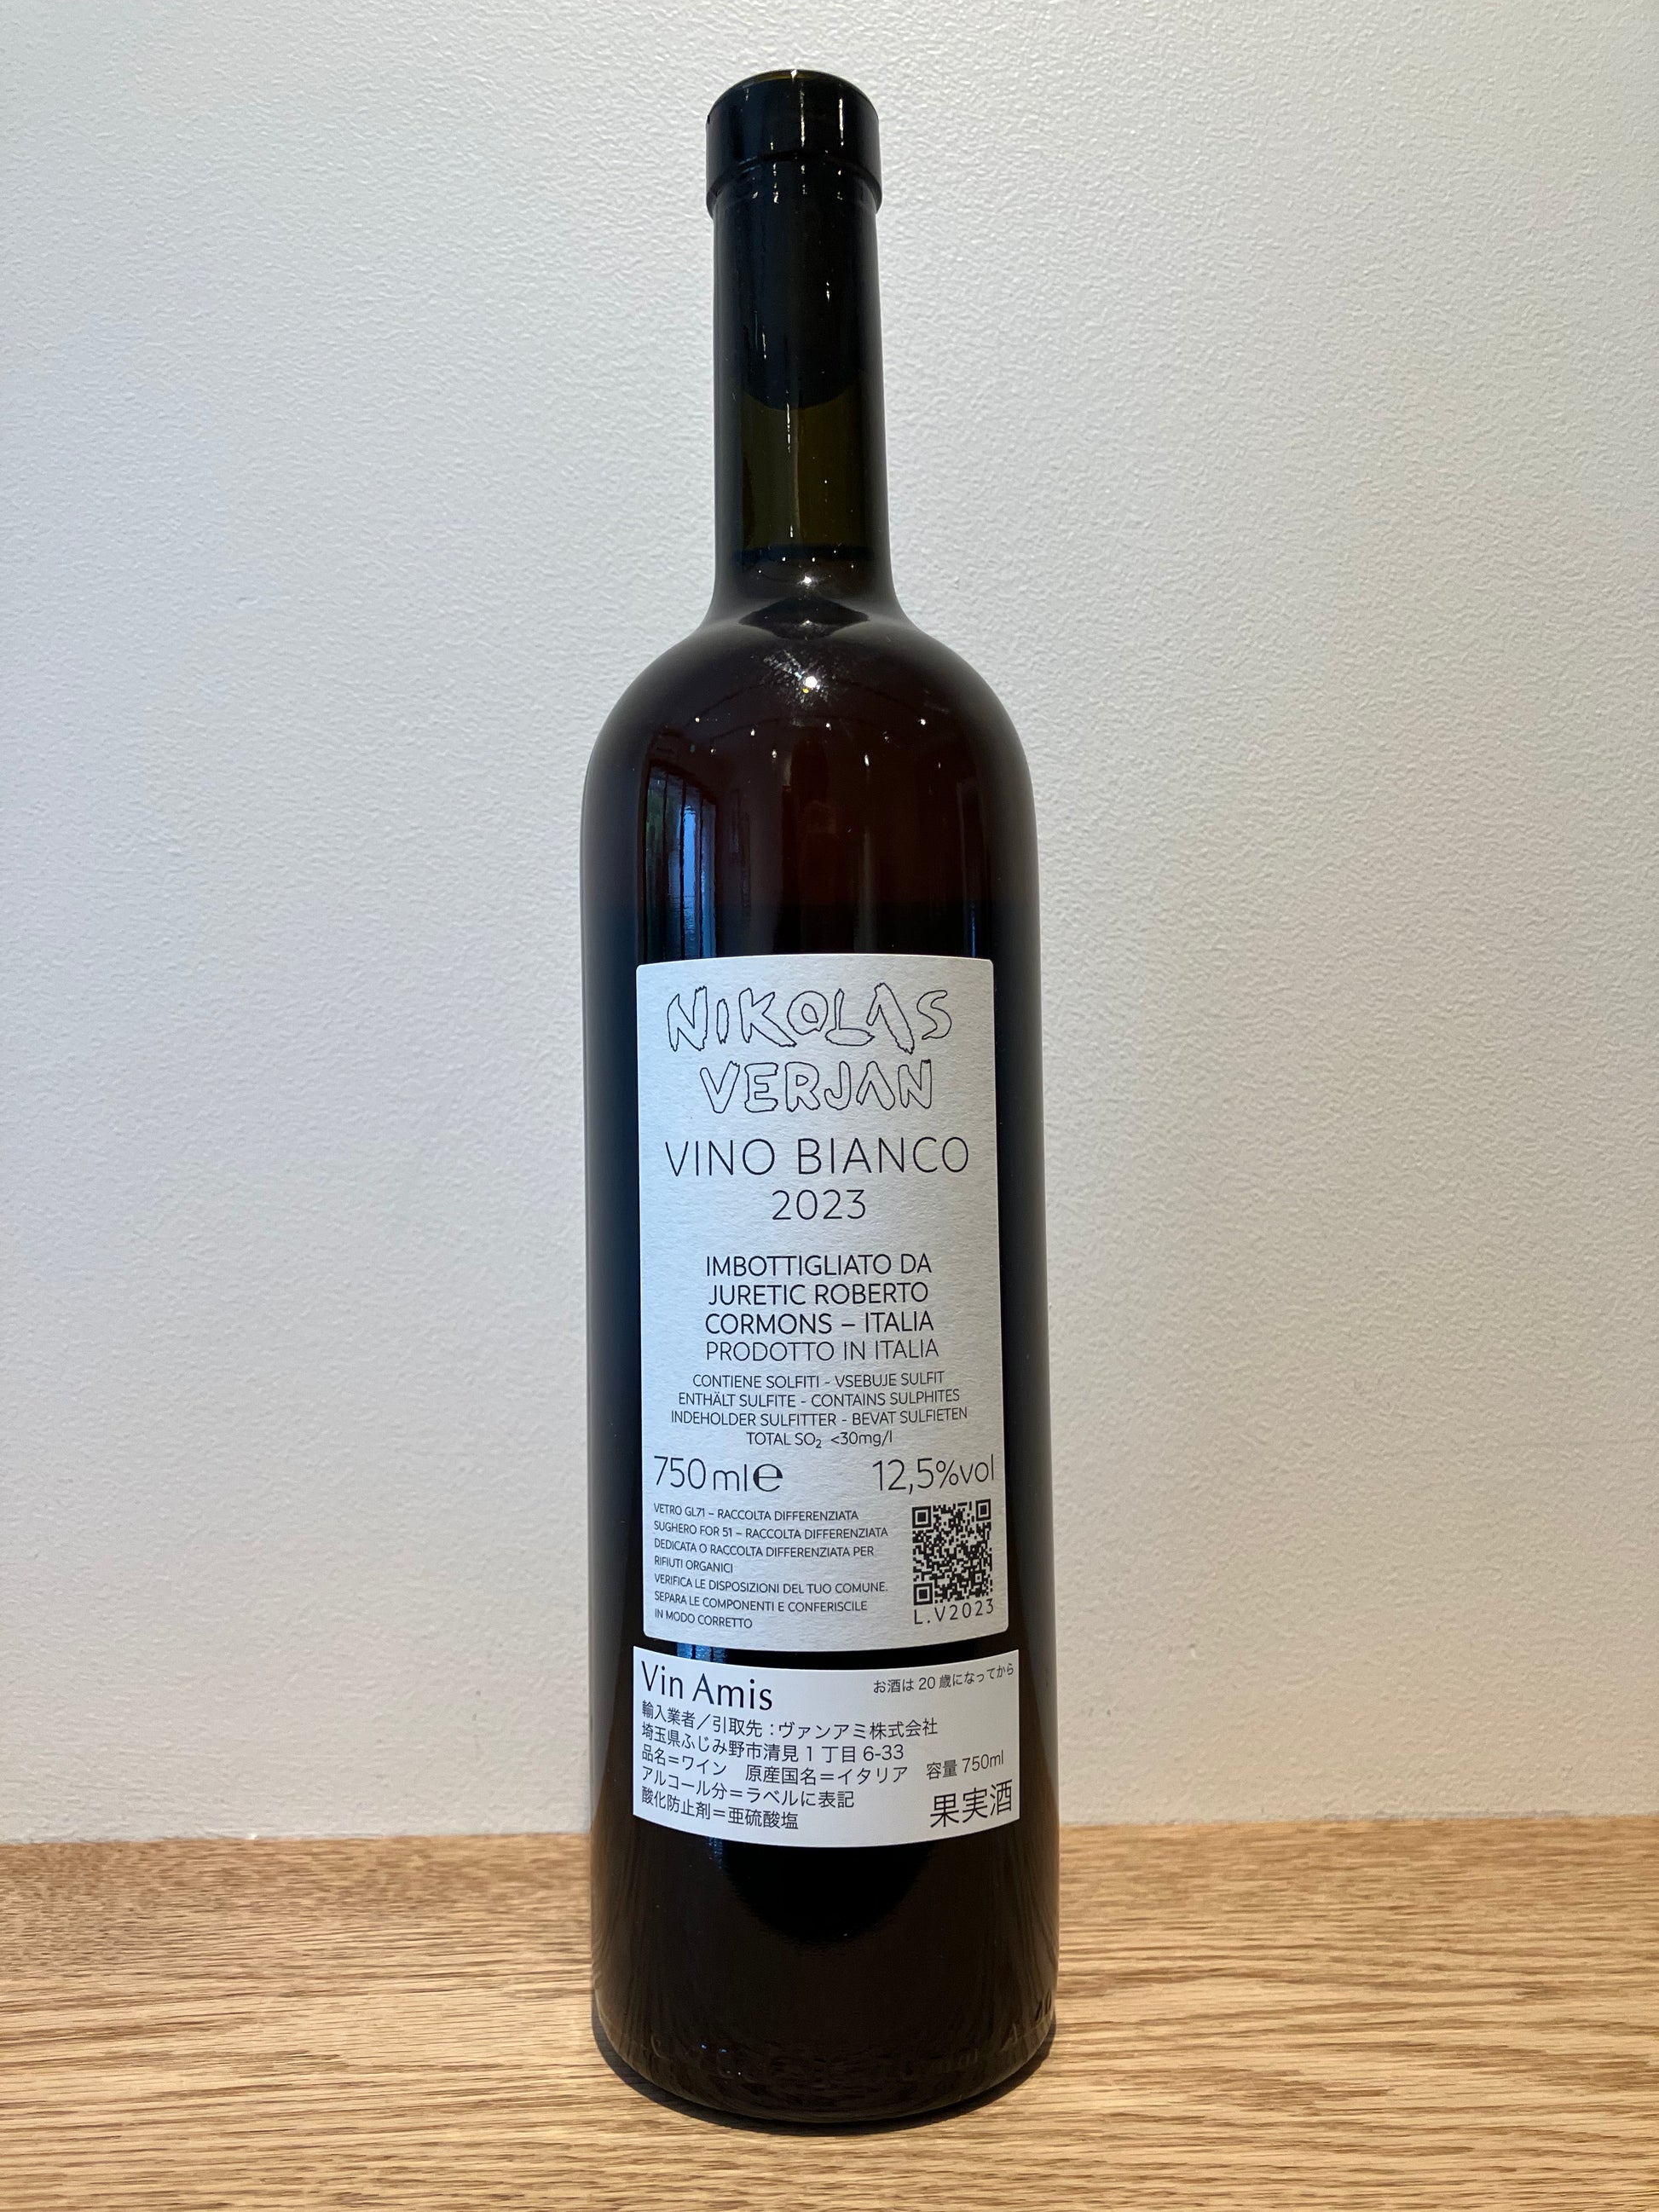 NIKOLAS
VERJAN
VINO BIANCO
2023
IMBOTTIGLIATO DA
JURETIC ROBERTO
CORMONS – ITALIA
PRODOTTO IN ITALIA
CONTIENE SOLFITI - VSEBUJE SULFIT
ENTHÄLT SULFITE - CONTAINS SULPHITES
INDEHOLDER SULFITTER - BEVAT SULFIETEN
TOTAL SO₂ <30mg/l
750 ml℮ 12,5%vol
VETRO GL71 – RACCOLTA DIFFERENZIATA
SUGHERO FOR 51 – RACCOLTA DIFFERENZIATA
DEDICATA O RACCOLTA DIFFERENZIATA PER
RIFIUTI ORGANICI
VERIFICA LE DISPOSIZIONI DEL TUO COMUNE.
SEPARA LE COMPONENTI E CONFERISCILE
IN MODO CORRETTO
L.V2023
Vin Amis お酒は20歳になってから
輸入業者／引取先：ヴァンアミ株式会社
埼玉県ふじみ野市清見1丁目6-33
品名＝ワイン 原産国名＝イタリア 容量 750ml
アルコール分＝ラベルに表記
酸化防止剤＝亜硫酸塩
果実酒